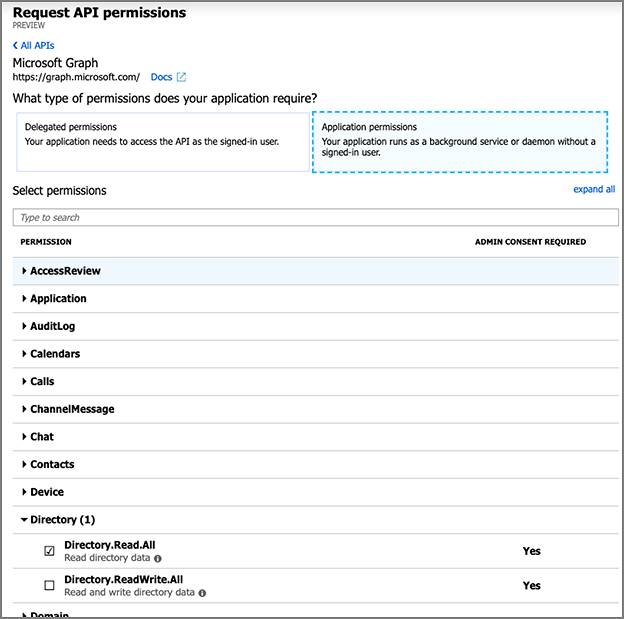 Request API permissions
PREVIEW
All APIs
Microsoft Graph
https://graph.microsoft.com/ Docs
What type of permissions does your application require?
Delegated permissions
Your application needs to access the API as the signed-in user.
Application permissions
Your application runs as a background service or daemon without a
signed-in user.
Select permissions
expand all
Type to search
PERMISSION ADMIN CONSENT REQUIRED
AccessReview
Application
AuditLog
Calendars
Calls
ChannelMessage
Chat
Contacts
Device
Directory (1)
Directory.Read.All
Read directory data
Yes
Directory.ReadWrite.All
Read and write directory data
Yes
Domain